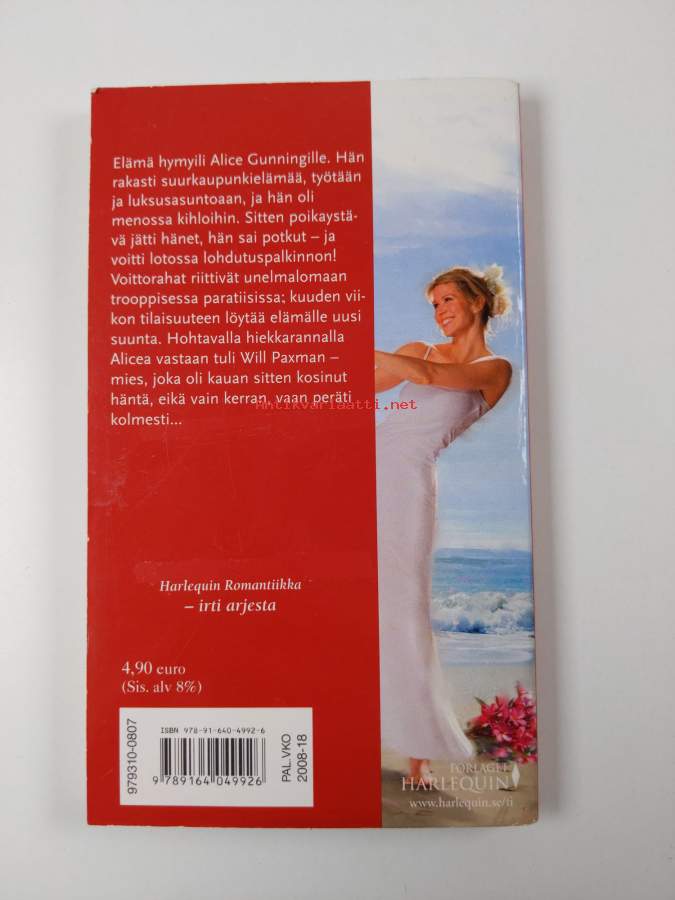 Elämä hymyili Alice Gunningille. Hän
rakasti suurkaupunkielämää, työtään
ja luksusasuntoaan, ja hän oli
menossa kihloihin. Sitten poikaystä-
vä jätti hänet, hän sai potkut – ja
voitti lotossa lohdutuspalkinnon!
Voittorahat riittivät unelmalomaan
trooppisessa paratiisissa: kuuden vii-
kon tilaisuuteen löytää elämälle uusi
suunta. Hohtavalla hiekkarannalla
Alicea vastaan tuli Will Paxman –
mies, joka oli kauan sitten kosinut
häntä, eikä vain kerran, vaan peräti
kolmesti...
antikvariaatti.net
Harlequin Romantiikka
– irti arjesta
4,90 euro
(Sis. alv 8%)
979310-0807
ISBN 978-91-640-4992-6
9 789164 049926
PAL.VKO
2008-18
FÖRLAGET
HARLEQUIN
www.harlequin.se/ti